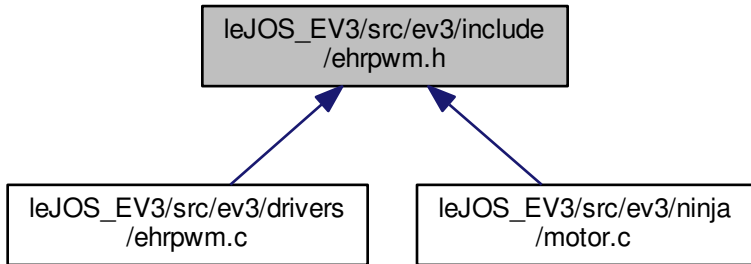 leJOS_EV3/src/ev3/include
/ehrpwm.h
leJOS_EV3/src/ev3/drivers
/ehrpwm.c
leJOS_EV3/src/ev3/ninja
/motor.c